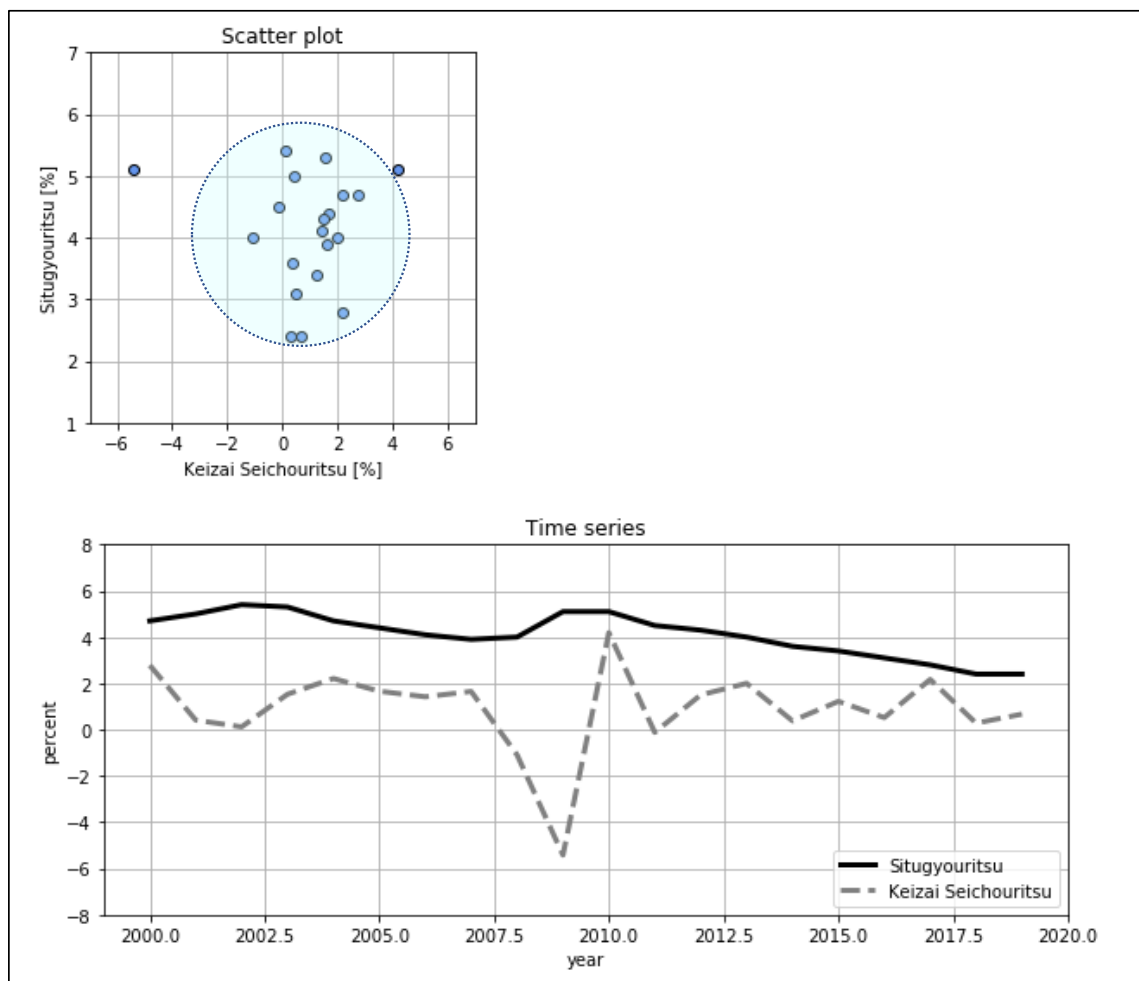 Scatter plot
7
6
5
4
3
2
1
Situgyouritsu [%]
−6 −4 −2 0 2 4 6
Keizai Seichouritsu [%]
Time series
8
6
4
2
0
−2
−4
−6
−8
percent
Situgyouritsu
Keizai Seichouritsu
2000.0 2002.5 2005.0 2007.5 2010.0 2012.5 2015.0 2017.5 2020.0
year